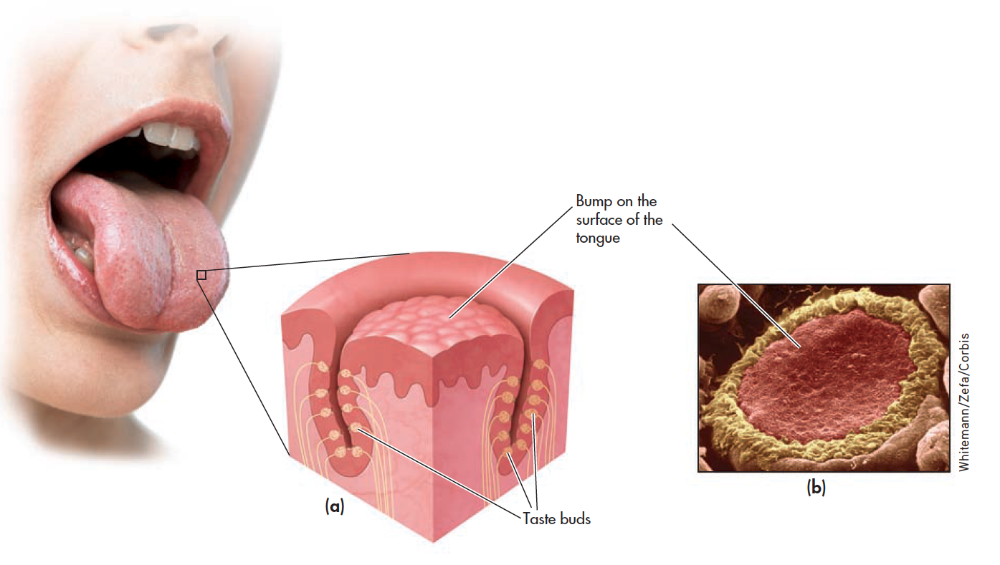 Bump on the
surface of the
tongue
Whitemann/Zefa/Corbis
(b)
(a)
Taste buds